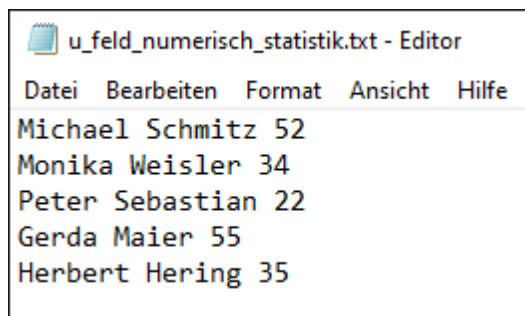 u_feld_numerisch_statistik.txt - Editor
Datei Bearbeiten Format Ansicht Hilfe
Michael Schmitz 52
Monika Weisler 34
Peter Sebastian 22
Gerda Maier 55
Herbert Hering 35